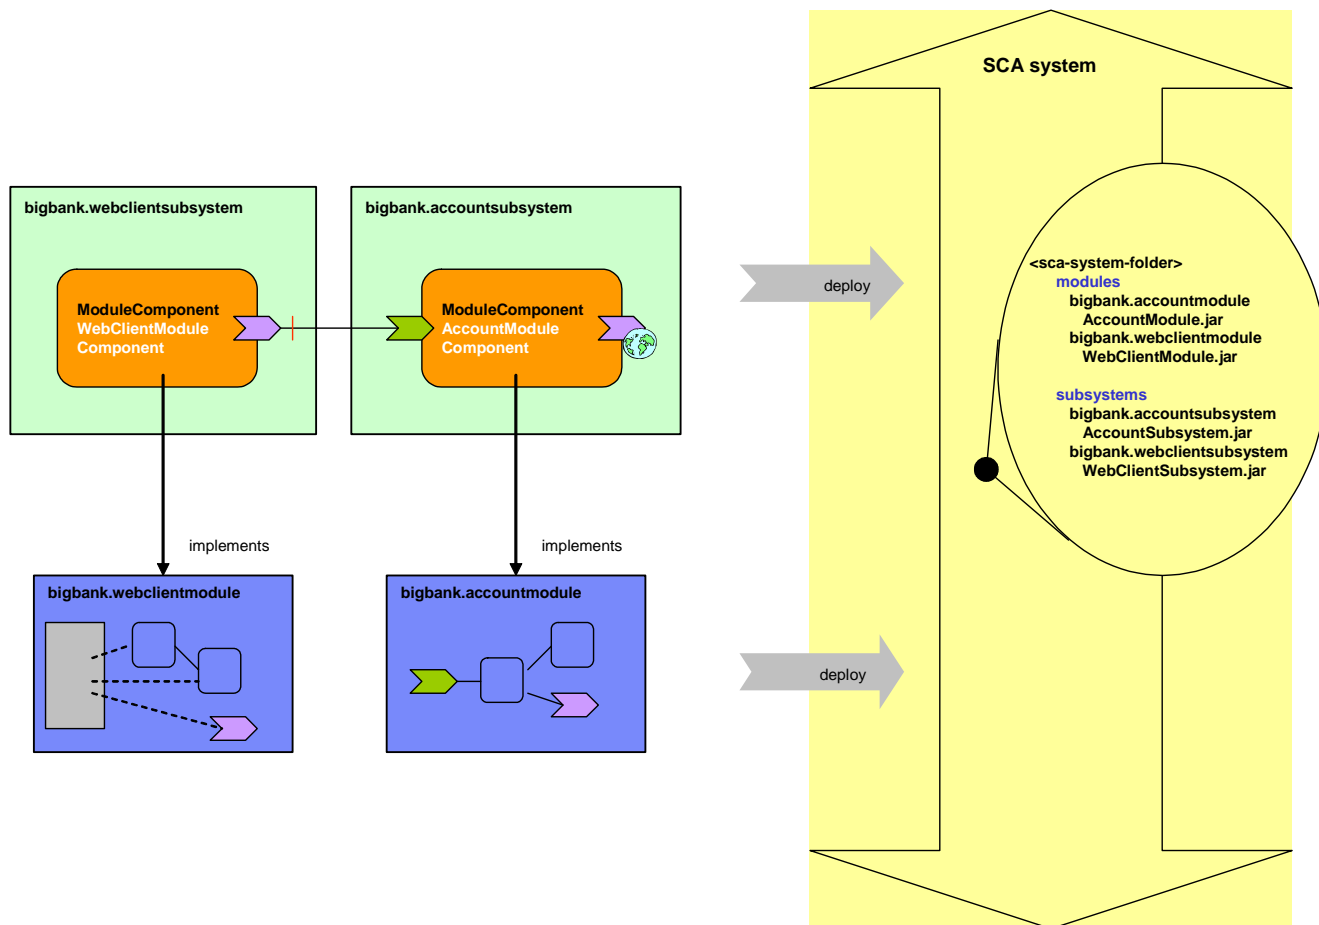 SCA system
bigbank.webclientsubsystem
bigbank.accountsubsystem
ModuleComponent
WebClientModule
Component
ModuleComponent
AccountModule
Component
deploy
<sca-system-folder>
modules
bigbank.accountmodule
AccountModule.jar
bigbank.webclientmodule
WebClientModule.jar
subsystems
bigbank.accountsubsystem
AccountSubsystem.jar
bigbank.webclientsubsystem
WebClientSubsystem.jar
implements
implements
bigbank.webclientmodule
bigbank.accountmodule
deploy